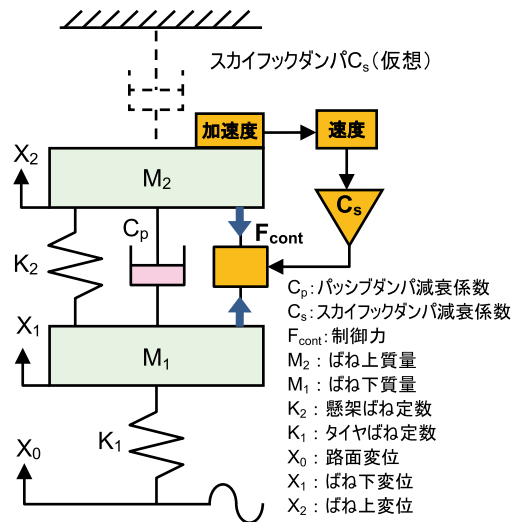 スカイフックダンパCs（仮想）
加速度
速度
X2
M2
Cs
Cp
Fcont
K2
X1
M1
K1
X0
Cp：パッシブダンパ減衰係数
Cs：スカイフックダンパ減衰係数
Fcont：制御力
M2：ばね上質量
M1：ばね下質量
K2：懸架ばね定数
K1：タイヤばね定数
X0：路面変位
X1：ばね下変位
X2：ばね上変位